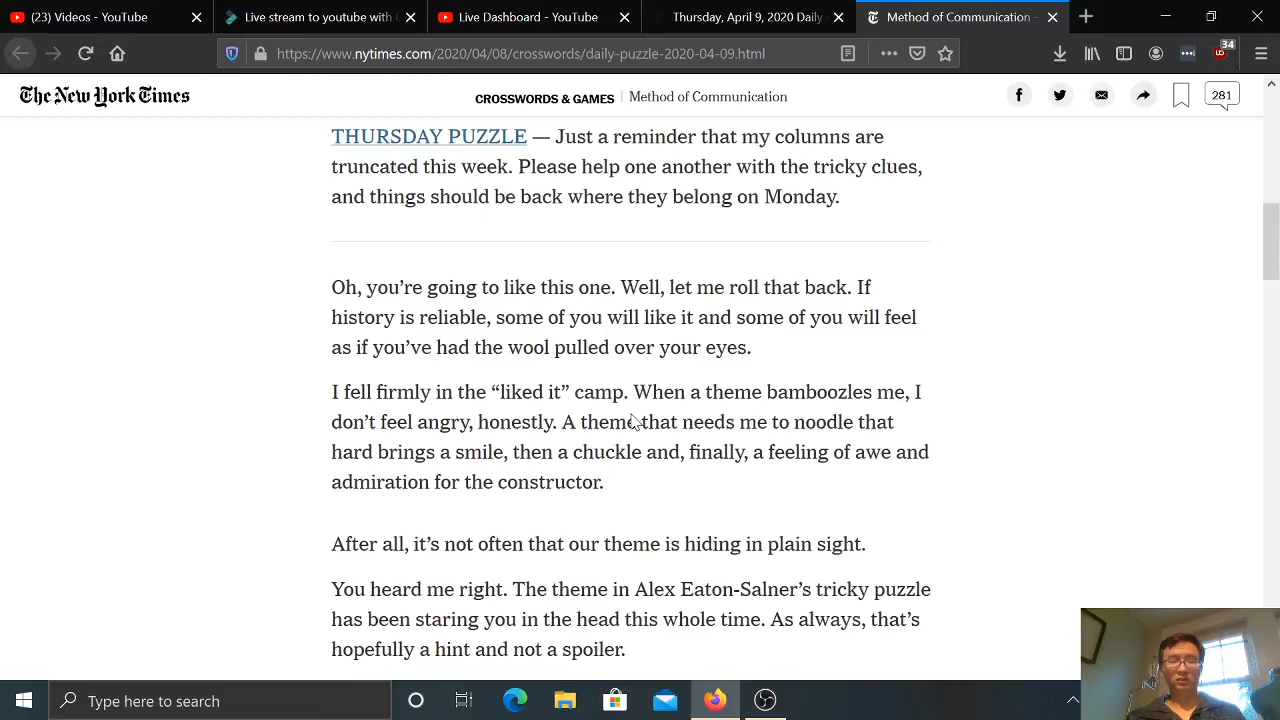 (23) Videos - YouTube
Live stream to youtube with
Live Dashboard - YouTube
Thursday, April 9, 2020 Daily
Method of Communication -
https://www.nytimes.com/2020/04/08/crosswords/daily-puzzle-2020-04-09.html
34
The New York Times
CROSSWORDS & GAMES | Method of Communication
281
THURSDAY PUZZLE — Just a reminder that my columns are
truncated this week. Please help one another with the tricky clues,
and things should be back where they belong on Monday.
Oh, you’re going to like this one. Well, let me roll that back. If
history is reliable, some of you will like it and some of you will feel
as if you’ve had the wool pulled over your eyes.
I fell firmly in the “liked it” camp. When a theme bamboozles me, I
don’t feel angry, honestly. A theme that needs me to noodle that
hard brings a smile, then a chuckle and, finally, a feeling of awe and
admiration for the constructor.
After all, it’s not often that our theme is hiding in plain sight.
You heard me right. The theme in Alex Eaton-Salner’s tricky puzzle
has been staring you in the head this whole time. As always, that’s
hopefully a hint and not a spoiler.
Type here to search